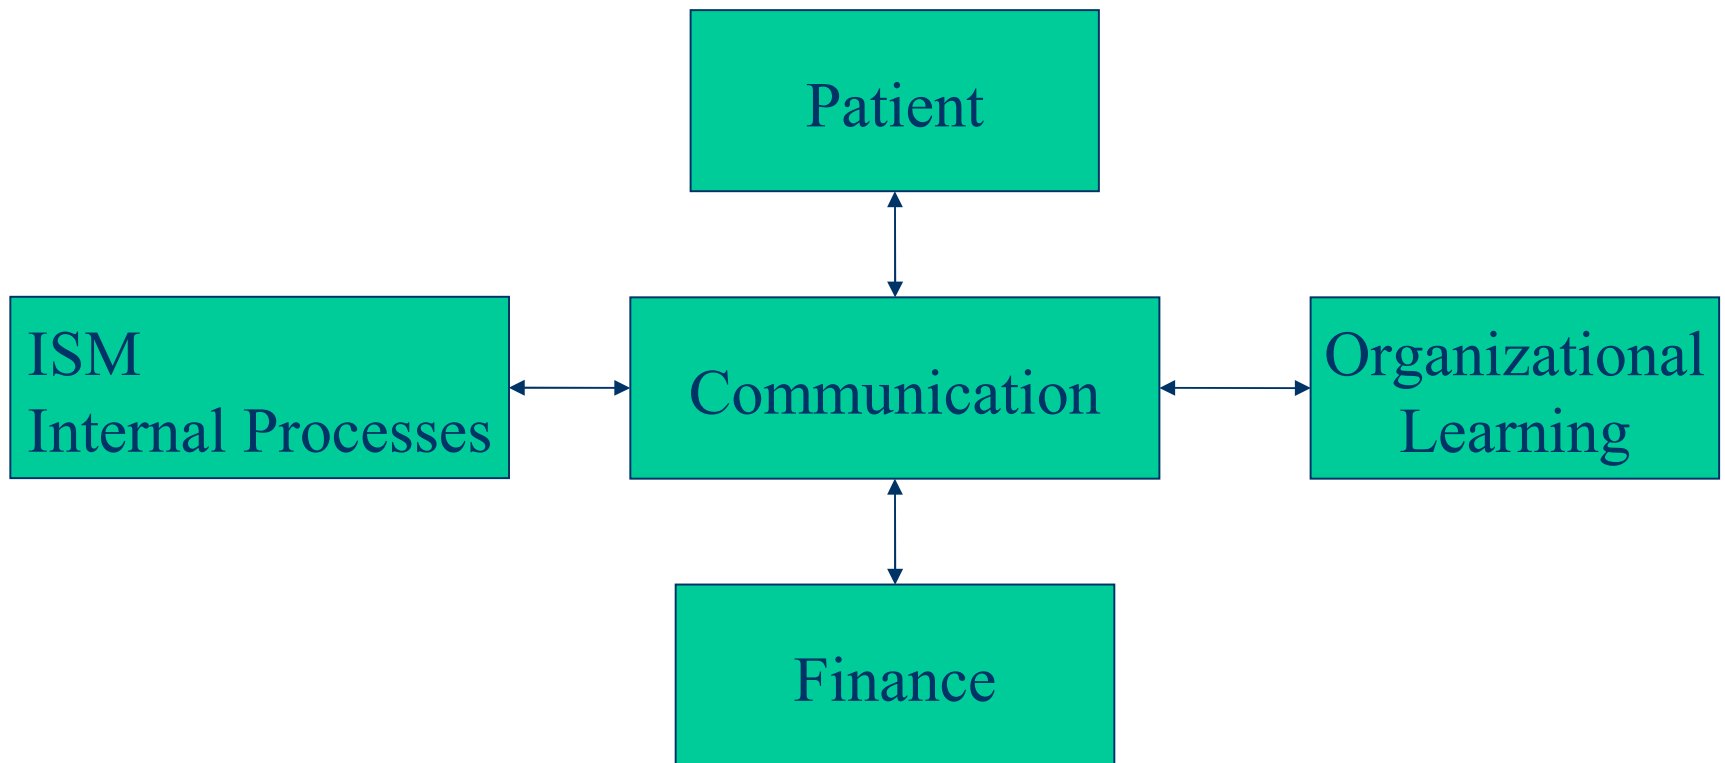 Patient
ISM
Internal Processes
Communication
Organizational
Learning
Finance